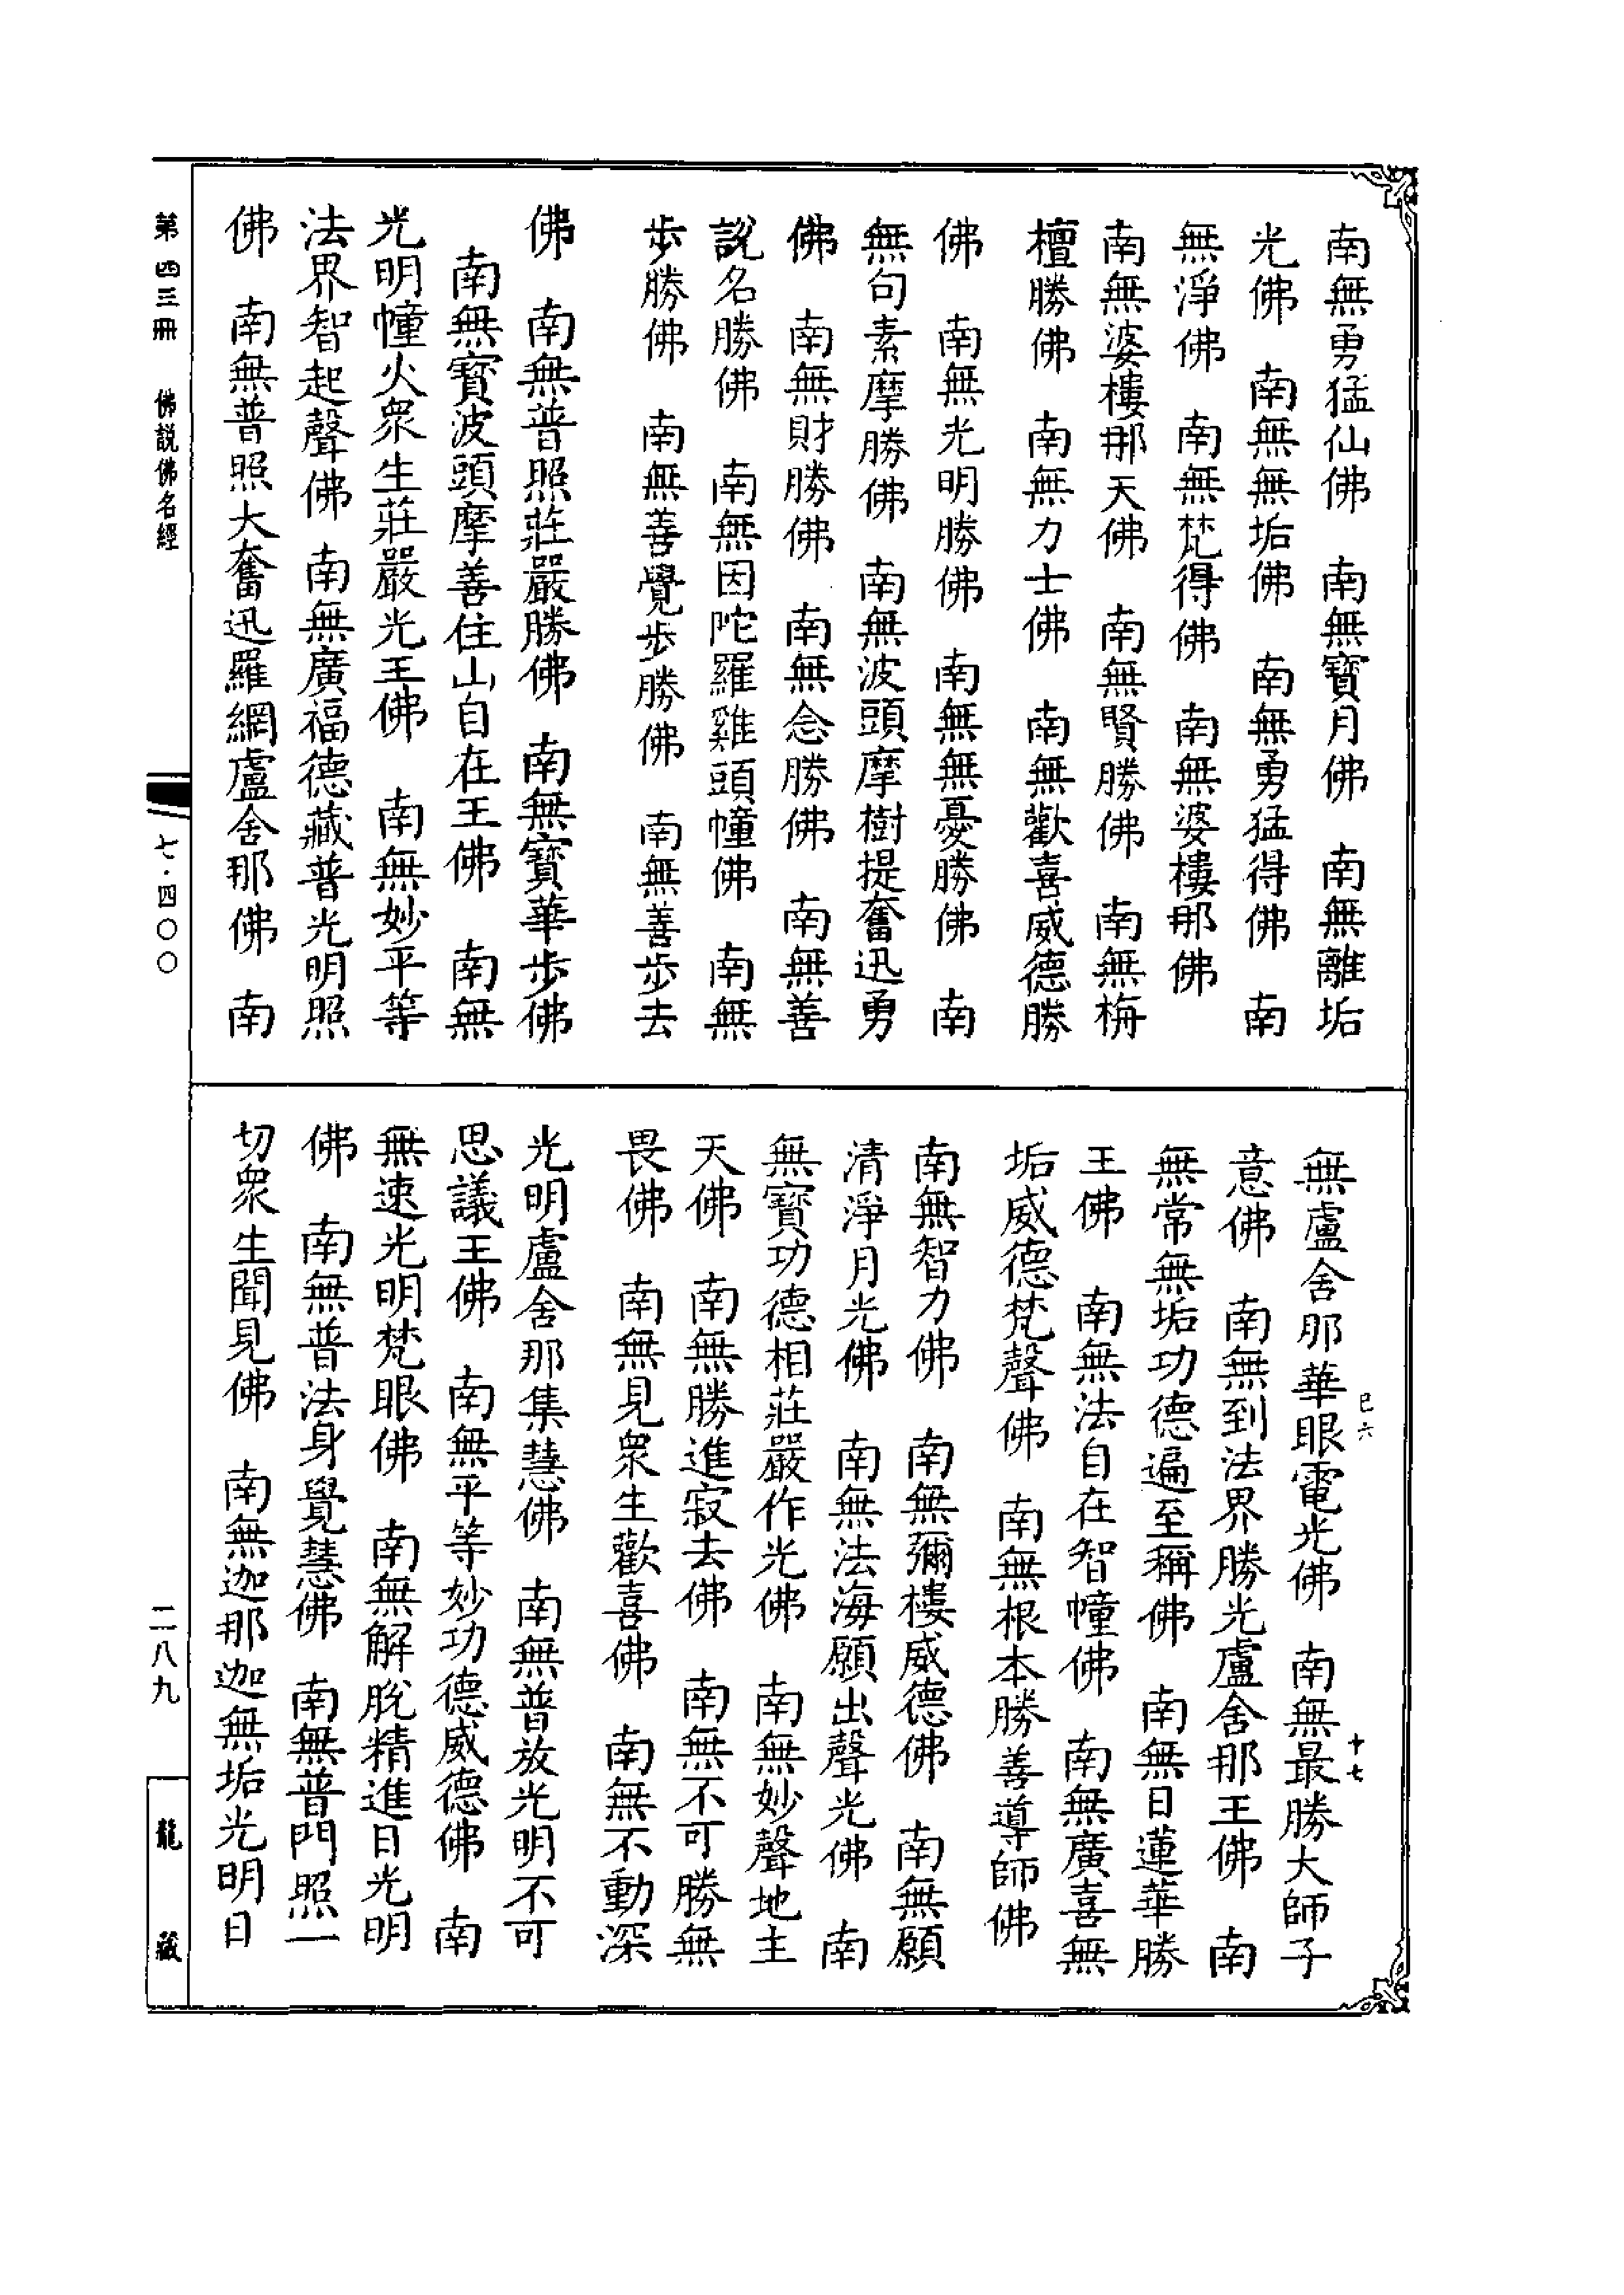 南無勇猛仙佛　南無寶月佛　南無離垢
光佛　南無無垢佛　南無勇猛得佛　南
無淨佛　南無梵得佛　南無婆樓那佛
南無婆樓那天佛　南無賢勝佛　南無栴
檀勝佛　南無力士佛　南無歡喜威德勝
佛　南無光明勝佛　南無無憂勝佛　南
無句素摩勝佛　南無波頭摩樹提奮迅勇
佛　南無財勝佛　南無念勝佛　南無善
說名勝佛　南無因陀羅雞頭幢佛　南無
步勝佛　南無善覺步勝佛　南無善步去
佛　南無普照莊嚴勝佛　南無寶華步佛
南無寶波頭摩善住山自在王佛　南無
光明幢火衆生莊嚴光王佛　南無妙平等
法界智起聲佛　南無廣福德藏普光明照
佛　南無普照大奮迅羅網盧舍那佛　南
無盧舍那華眼電光佛　南無最勝大師子
意佛　南無到法界勝光盧舍那王佛　南
無常無垢功德遍至稱佛　南無日蓮華勝
王佛　南無法自在智幢佛　南無廣喜無
垢威德梵聲佛　南無根本勝善導師佛
南無智力佛　南無彌樓威德佛　南無願
清淨月光佛　南無法海願出聲光佛　南
無寶功德相莊嚴作光佛　南無妙聲地主
天佛　南無勝進寂去佛　南無不可勝無
畏佛　南無見衆生歡喜佛　南無不動深
光明盧舍那集慧佛　南無普放光明不可
思議王佛　南無平等妙功德威德佛　南
無速光明梵眼佛　南無解脫精進日光明
佛　南無普法身覺慧佛　南無普門照一
切衆生聞見佛　南無迦那迦無垢光明日
巳六
十七
第四三冊　佛説佛名經
七·四〇〇
二八九
龍藏